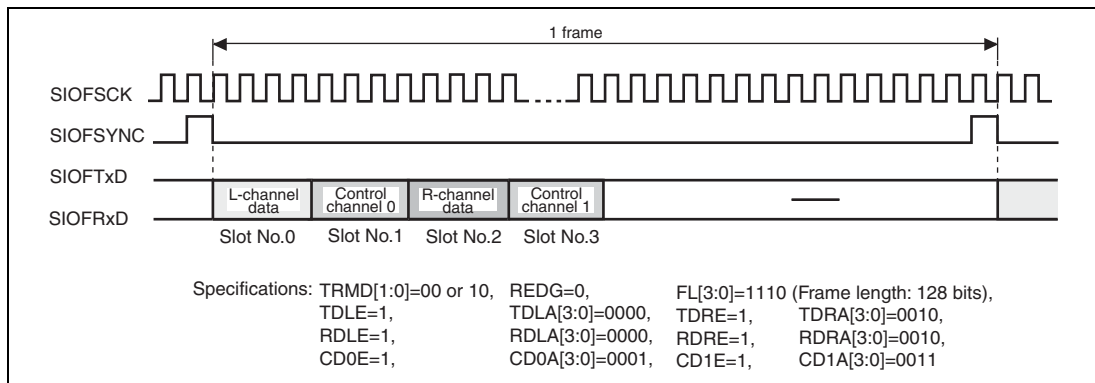 1 frame
SIOFSCK
SIOFSYNC
SIOFTxD
SIOFRxD
L-channel data
Control channel 0
R-channel data
Control channel 1
Slot No.0 Slot No.1 Slot No.2 Slot No.3
Specifications: TRMD[1:0]=00 or 10, REDG=0, FL[3:0]=1110 (Frame length: 128 bits),
TDLE=1, TDLA[3:0]=0000, TDRE=1, TDRA[3:0]=0010,
RDLE=1, RDLA[3:0]=0000, RDRE=1, RDRA[3:0]=0010,
CD0E=1, CD0A[3:0]=0001, CD1E=1, CD1A[3:0]=0011